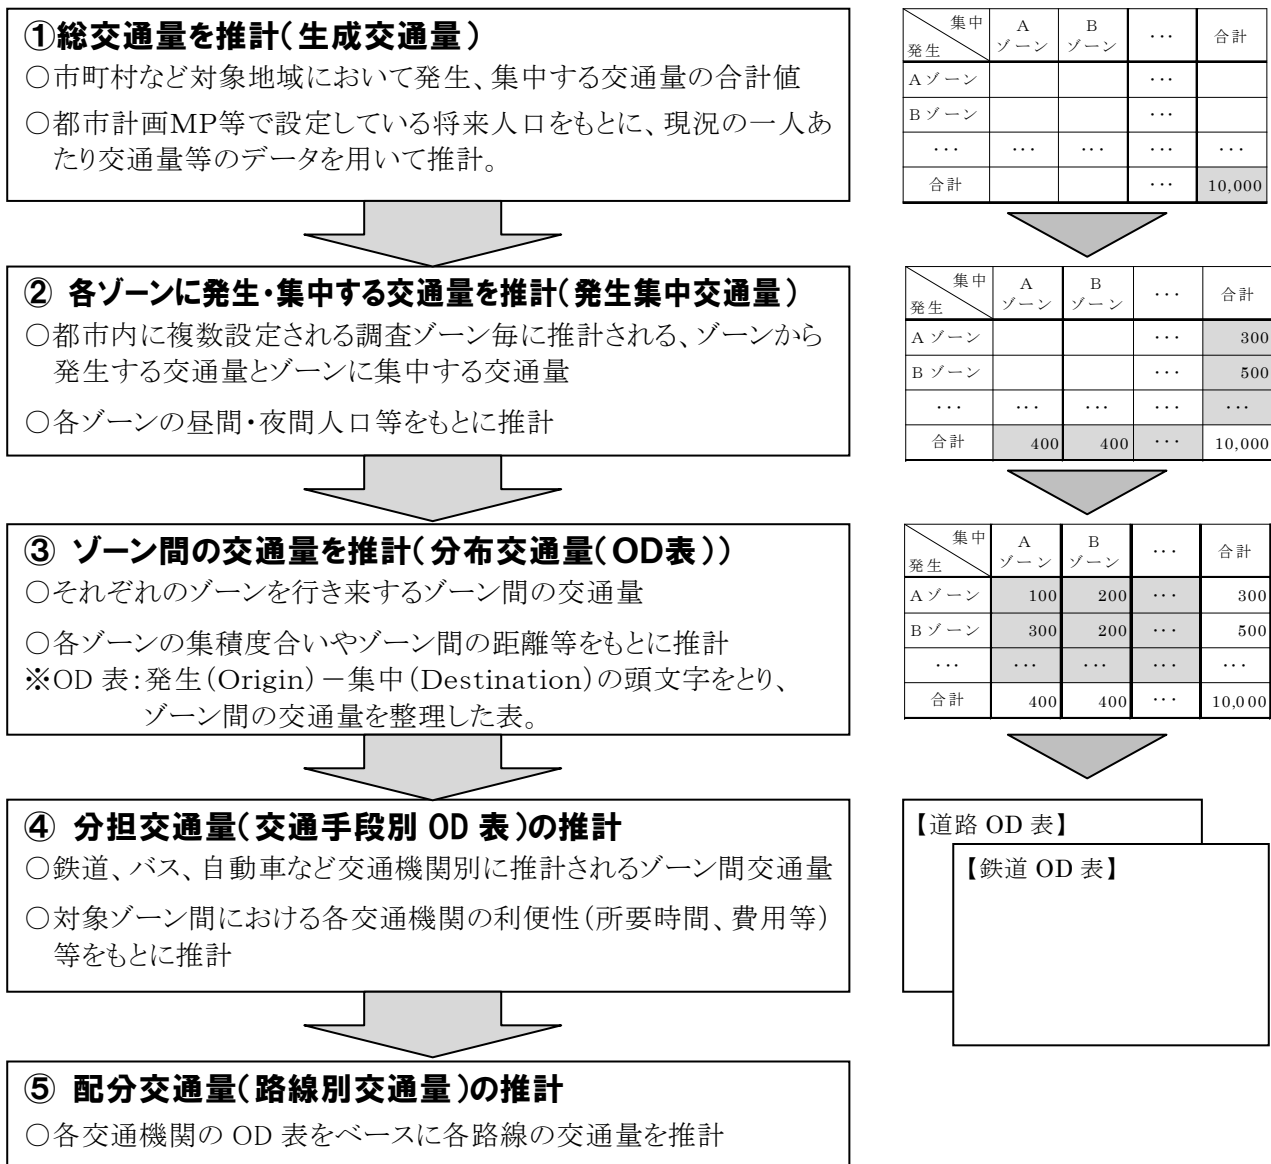 ①総交通量を推計(生成交通量)
○市町村など対象地域において発生、集中する交通量の合計値
○都市計画MP等で設定している将来人口をもとに、現況の一人あ
たり交通量等のデータを用いて推計。
集中
発生
A
ゾーン
B
ゾーン
・・・
合計
Aゾーン
・・・
Bゾーン
・・・
・・・ ・・・ ・・・ ・・・ ・・・
合計 ・・・ 10,000
② 各ゾーンに発生・集中する交通量を推計(発生集中交通量)
○都市内に複数設定される調査ゾーン毎に推計される、ゾーンから
発生する交通量とゾーンに集中する交通量
○各ゾーンの昼間・夜間人口等をもとに推計
集中
発生
A
ゾーン
B
ゾーン
・・・
合計
Aゾーン ・・・ 300
Bゾーン ・・・ 500
・・・ ・・・ ・・・ ・・・ ・・・
合計 400 400 ・・・ 10,000
③ ゾーン間の交通量を推計(分布交通量(OD表))
○それぞれのゾーンを行き来するゾーン間の交通量
○各ゾーンの集積度合いやゾーン間の距離等をもとに推計
※OD 表:発生(Origin)-集中(Destination)の頭文字をとり、
ゾーン間の交通量を整理した表。
集中
発生
A
ゾーン
B
ゾーン
・・・
合計
Aゾーン 100 200 ・・・ 300
Bゾーン 300 200 ・・・ 500
・・・ ・・・ ・・・ ・・・ ・・・
合計 400 400 ・・・ 10,000
④ 分担交通量(交通手段別 OD 表)の推計
○鉄道、バス、自動車など交通機関別に推計されるゾーン間交通量
○対象ゾーン間における各交通機関の利便性(所要時間、費用等)
等をもとに推計
【道路 OD 表】
【鉄道 OD 表】
⑤ 配分交通量(路線別交通量)の推計
○各交通機関の OD 表をベースに各路線の交通量を推計